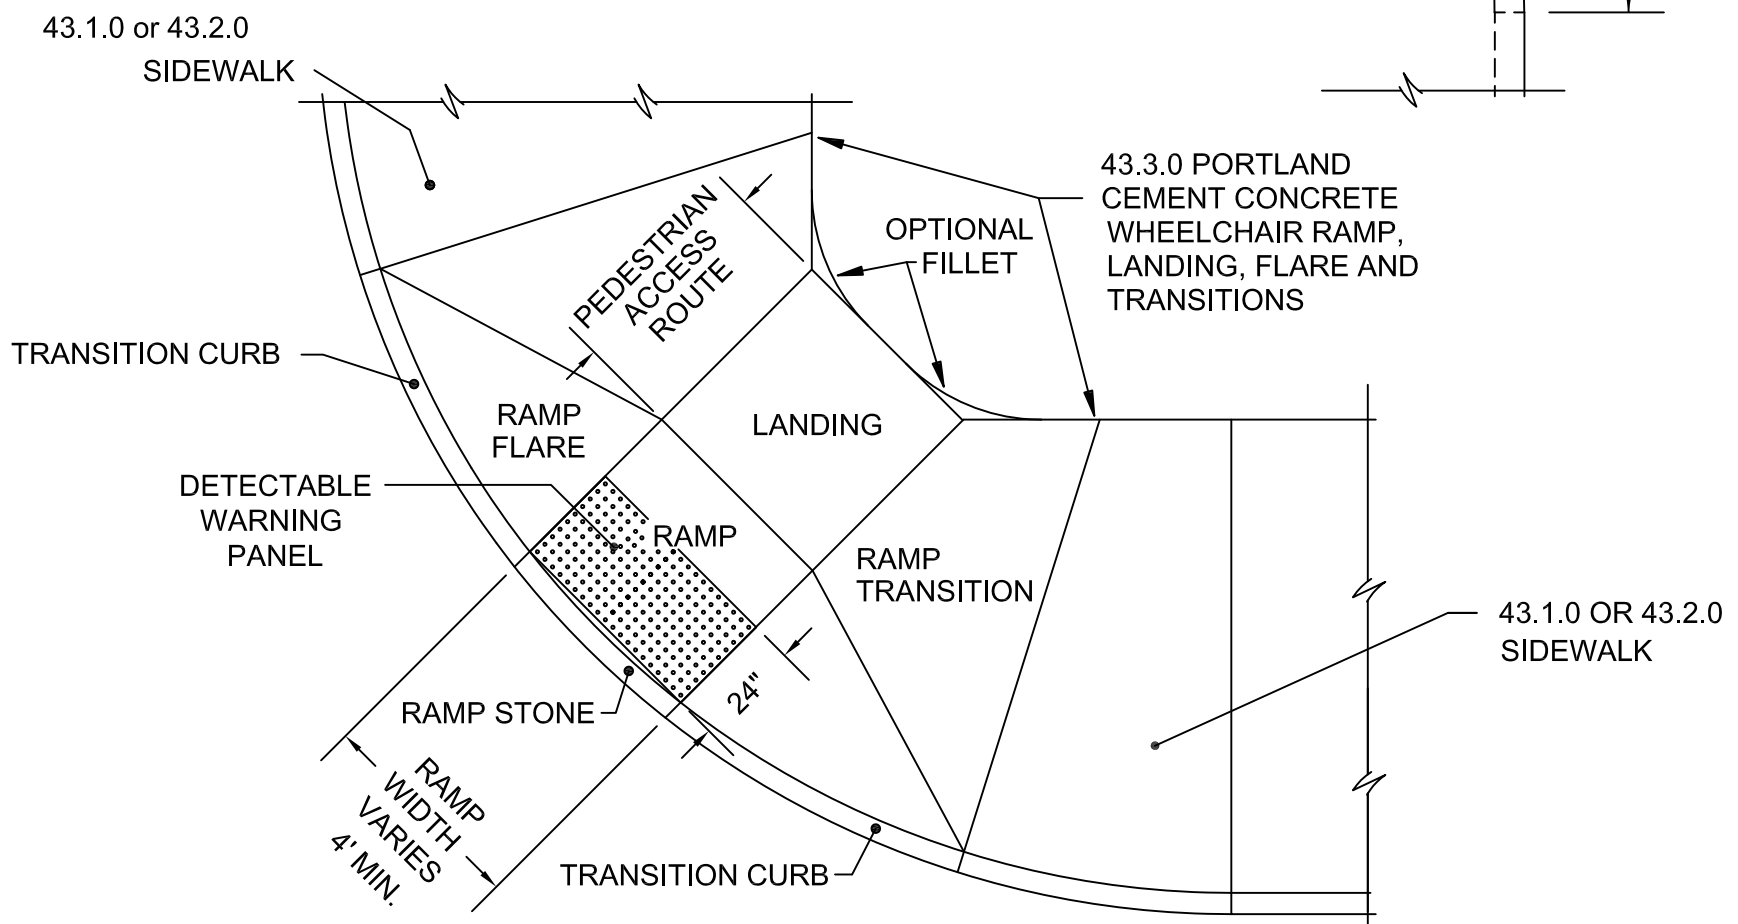 43.1.0 or 43.2.0
SIDEWALK
43.3.0 PORTLAND
CEMENT CONCRETE
WHEELCHAIR RAMP,
LANDING, FLARE AND
TRANSITIONS
PEDESTRIAN
ACCESS
ROUTE
OPTIONAL
FILLET
TRANSITION CURB
RAMP
FLARE
LANDING
DETECTABLE
WARNING
PANEL
RAMP
RAMP
TRANSITION
43.1.0 OR 43.2.0
SIDEWALK
24"
RAMP STONE
RAMP
WIDTH
VARIES
4' MIN.
TRANSITION CURB